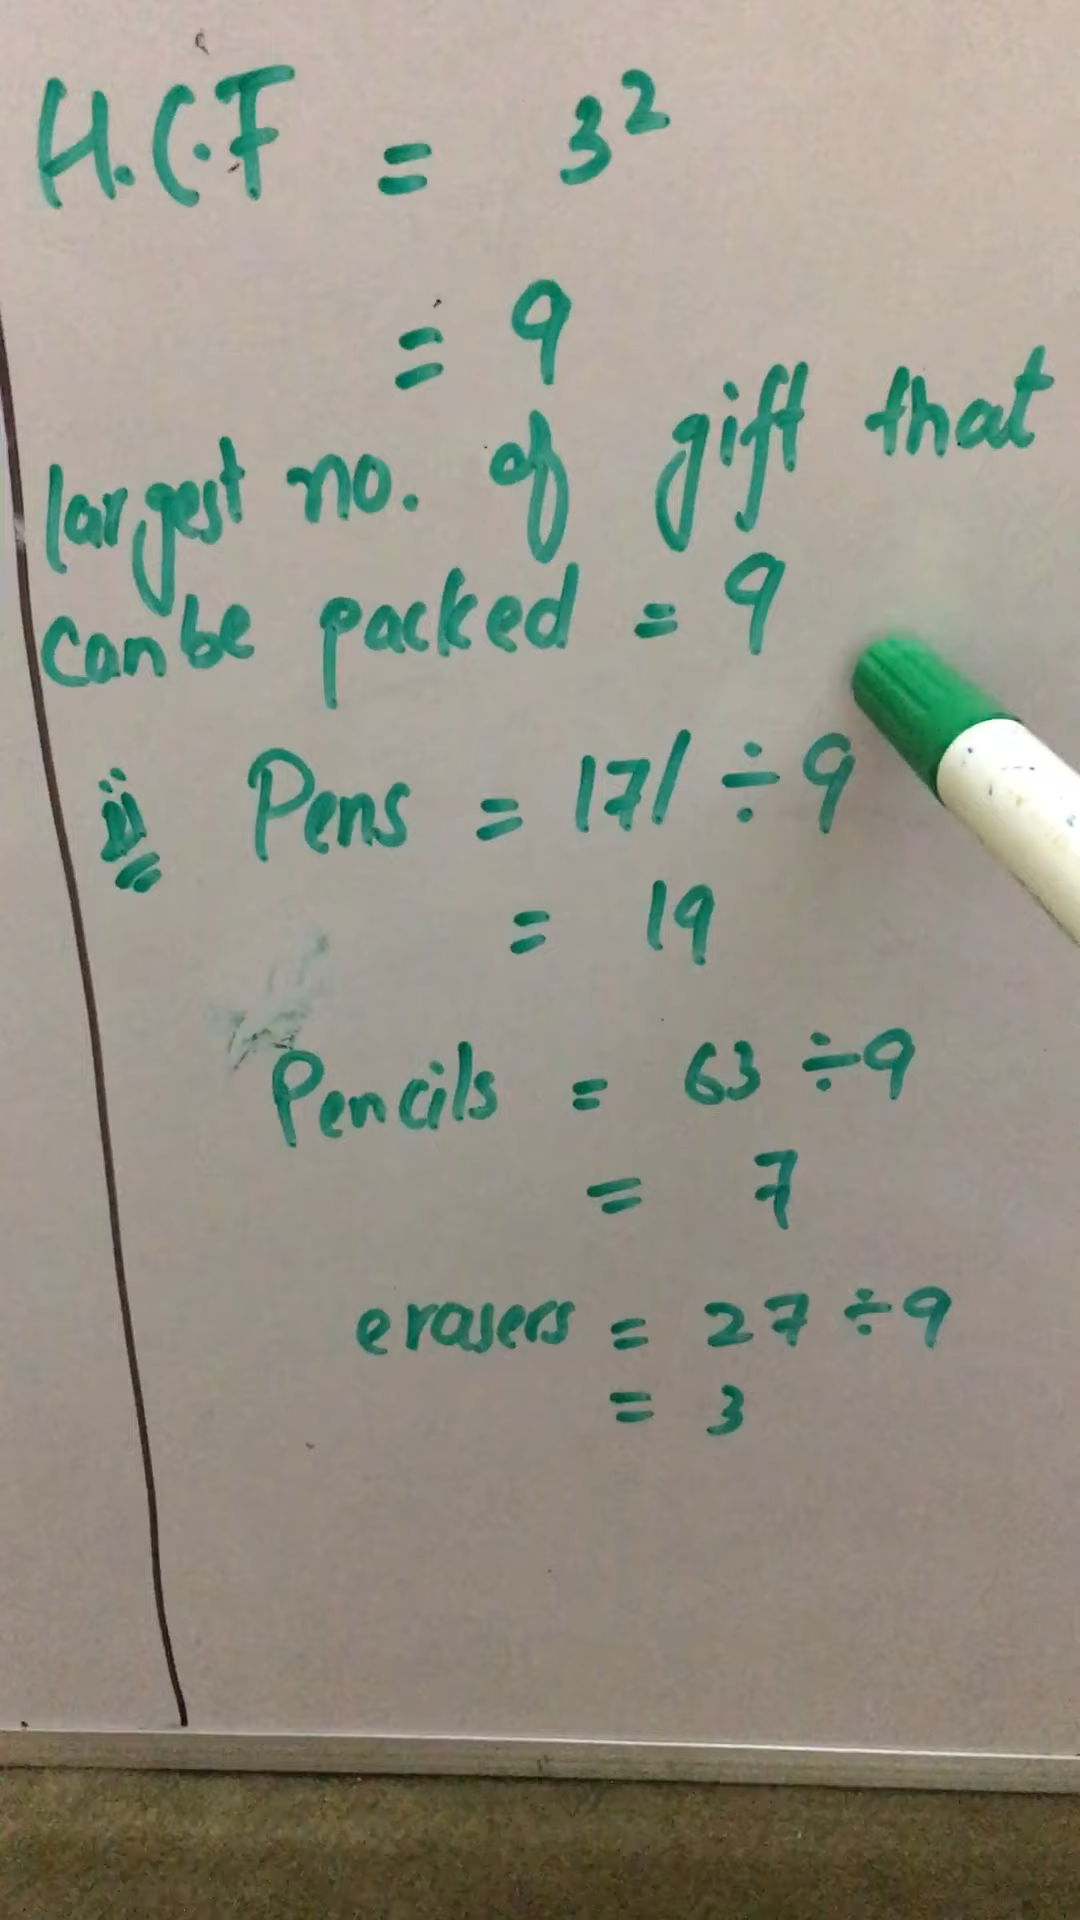 H.C.F = 3²
= 9
largest no. of gift that
can be packed = 9
ii Pens = 171 ÷ 9
= 19
Pencils = 63 ÷ 9
= 7
erasers = 27 ÷ 9
= 3